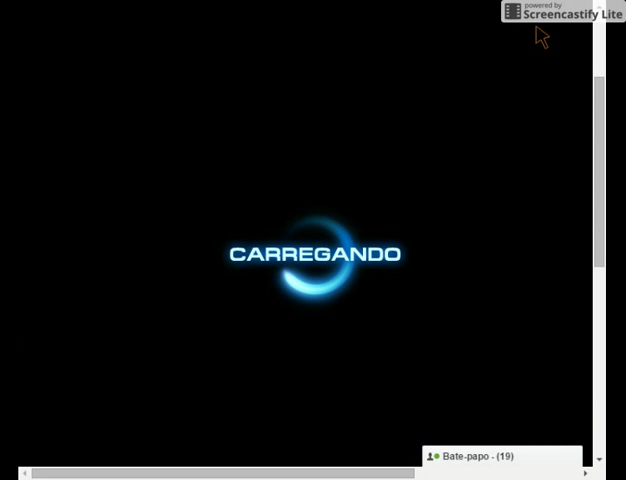 powered by
Screencastify Lite
CARREGANDO
Bate-papo - (19)